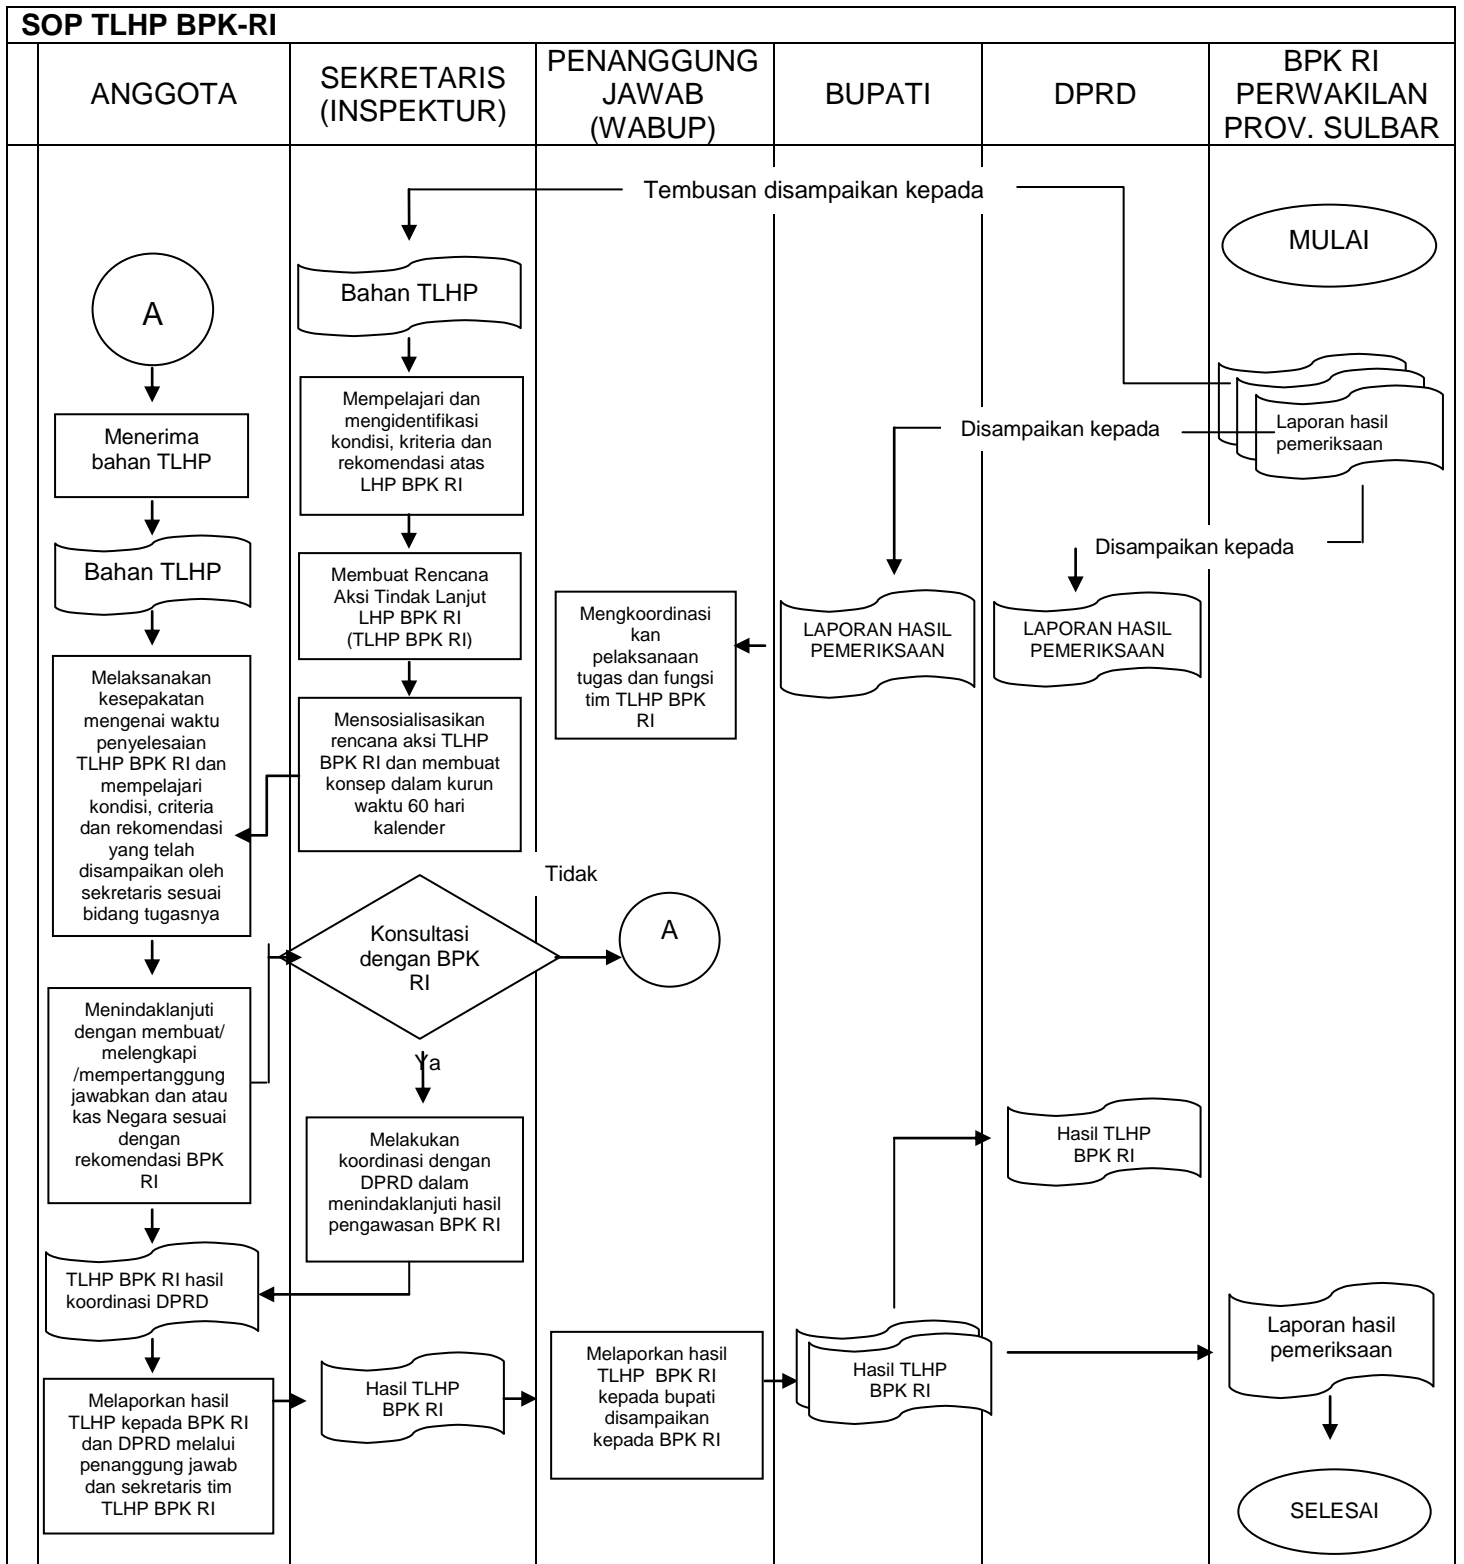 SOP TLHP BPK-RI
ANGGOTA
SEKRETARIS
(INSPEKTUR)
PENANGGUNG
JAWAB
(WABUP)
BUPATI
DPRD
BPK RI
PERWAKILAN
PROV. SULBAR
Tembusan disampaikan kepada
MULAI
A
Bahan TLHP
Mempelajari dan
mengidentifikasi
kondisi, kriteria dan
rekomendasi atas
LHP BPK RI
Menerima
bahan TLHP
Disampaikan kepada
Laporan hasil
pemeriksaan
Disampaikan kepada
Bahan TLHP
Membuat Rencana
Aksi Tindak Lanjut
LHP BPK RI
(TLHP BPK RI)
Mengkoordinasi
kan
pelaksanaan
tugas dan fungsi
tim TLHP BPK
RI
LAPORAN HASIL
PEMERIKSAAN
LAPORAN HASIL
PEMERIKSAAN
Melaksanakan
kesepakatan
mengenai waktu
penyelesaian
TLHP BPK RI dan
mempelajari
kondisi, criteria
dan rekomendasi
yang telah
disampaikan oleh
sekretaris sesuai
bidang tugasnya
Mensosialisasikan
rencana aksi TLHP
BPK RI dan membuat
konsep dalam kurun
waktu 60 hari
kalender
Tidak
Konsultasi
dengan BPK
RI
A
Menindaklanjuti
dengan membuat/
melengkapi
/mempertanggung
jawabkan dan atau
kas Negara sesuai
dengan
rekomendasi BPK
RI
Ya
Melakukan
koordinasi dengan
DPRD dalam
menindaklanjuti hasil
pengawasan BPK RI
Hasil TLHP
BPK RI
TLHP BPK RI hasil
koordinasi DPRD
Melaporkan hasil
TLHP kepada BPK RI
dan DPRD melalui
penanggung jawab
dan sekretaris tim
TLHP BPK RI
Hasil TLHP
BPK RI
Melaporkan hasil
TLHP BPK RI
kepada bupati
disampaikan
kepada BPK RI
Hasil TLHP
BPK RI
Laporan hasil
pemeriksaan
SELESAI